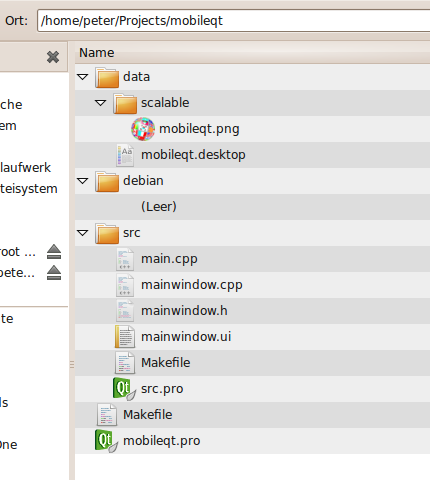 Ort: /home/peter/Projects/mobileqt
Name
che
em
laufwerk
teisystem
root ...
bete...
te
ls
One
data
scalable
mobileqt.png
mobileqt.desktop
debian
(Leer)
src
main.cpp
mainwindow.cpp
mainwindow.h
mainwindow.ui
Makefile
src.pro
Makefile
mobileqt.pro